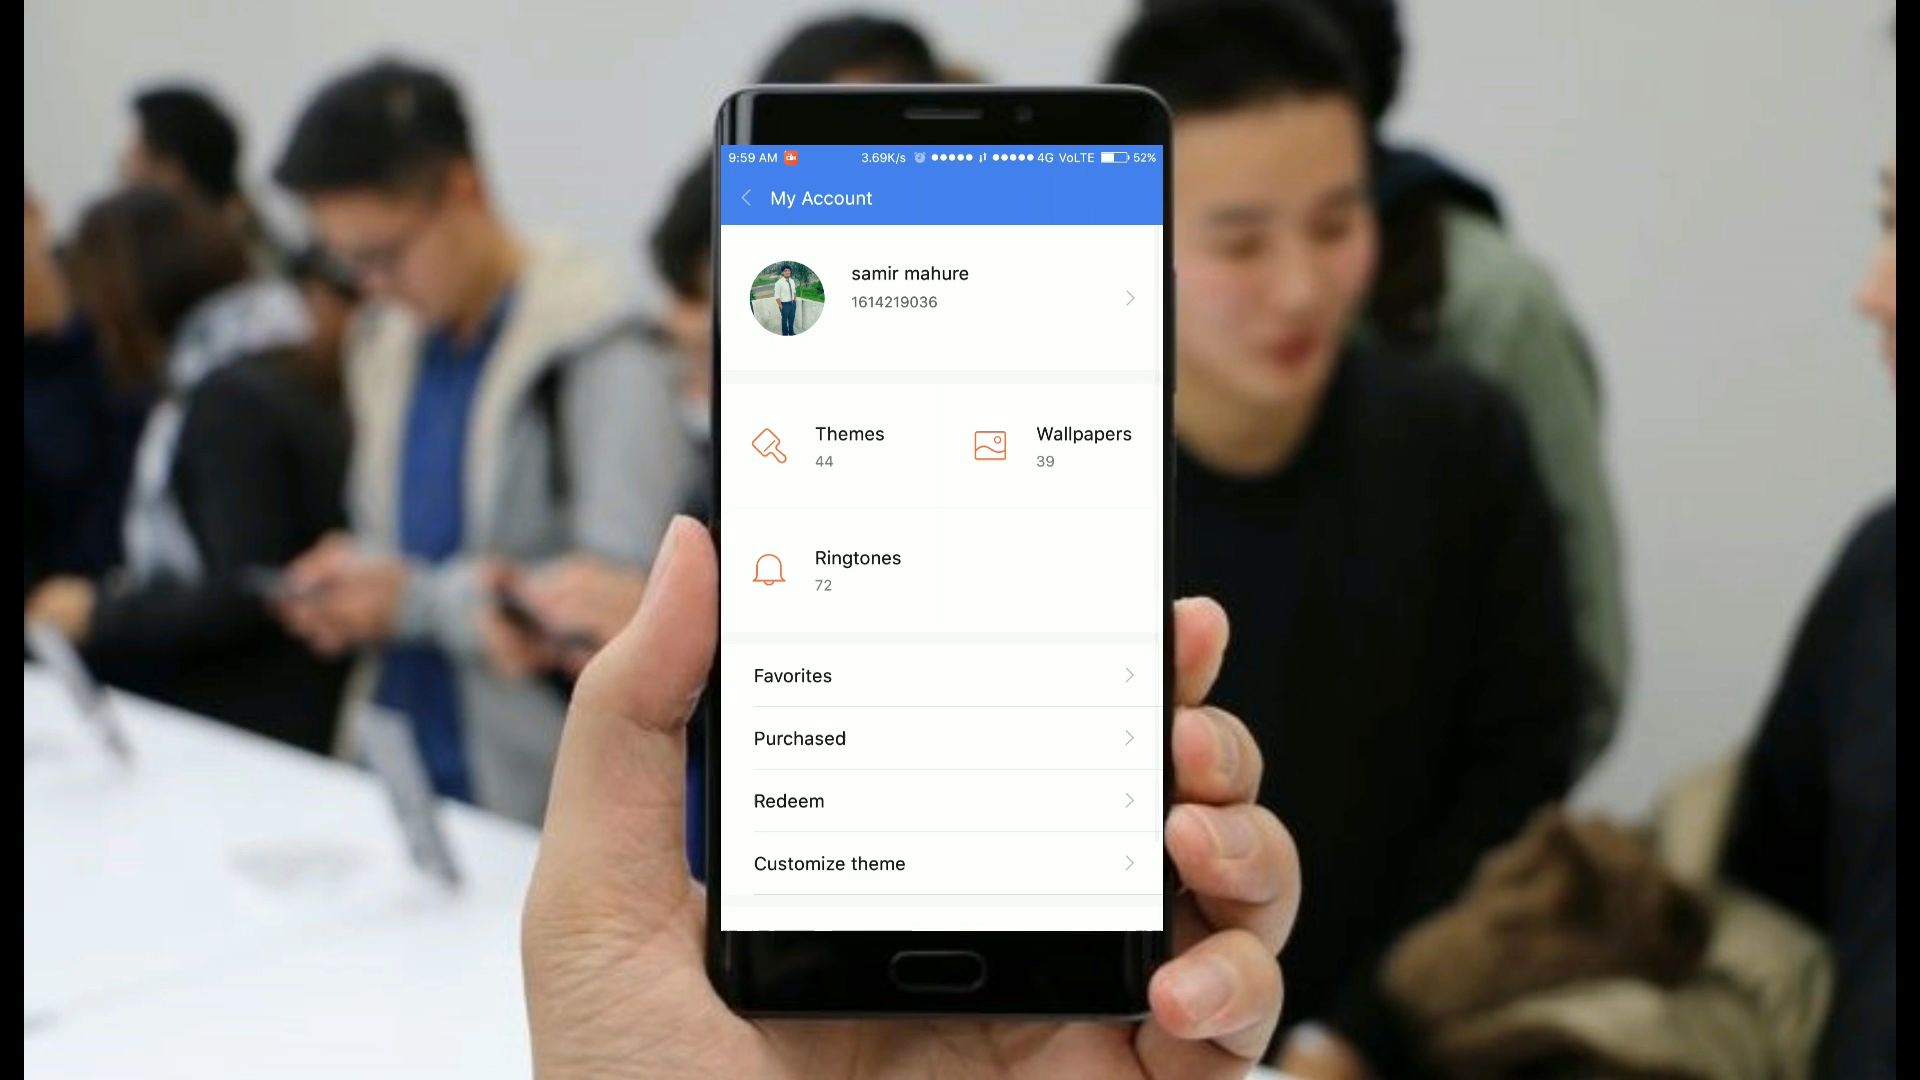 9:59 AM 3.69K/s 4G VoLTE 52%
My Account
samir mahure
1614219036
Themes
44
Wallpapers
39
Ringtones
72
Favorites
Purchased
Redeem
Customize theme